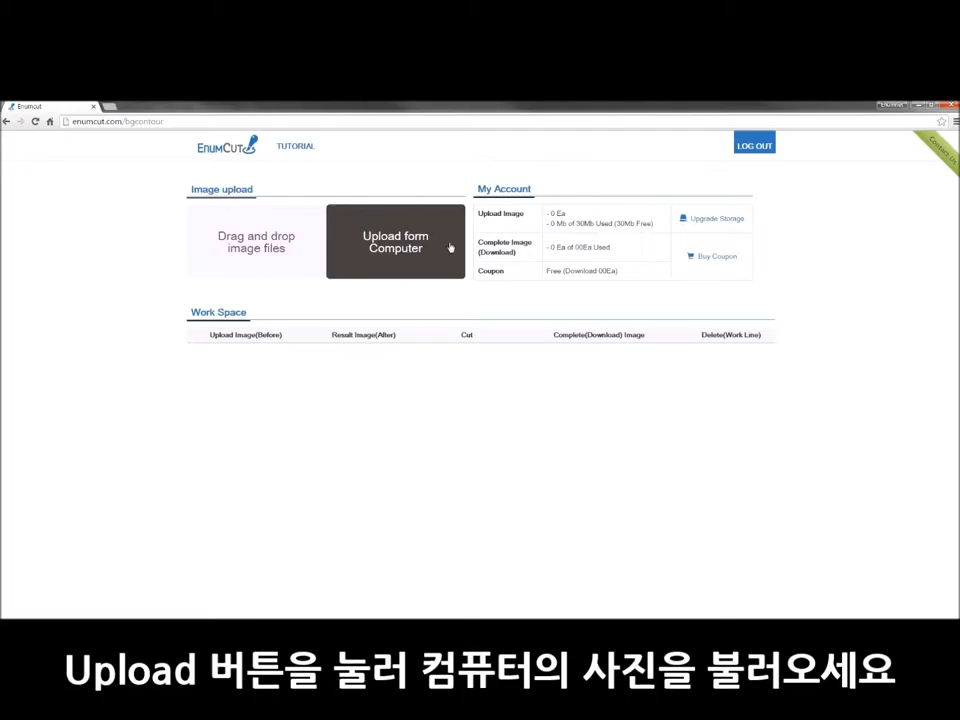 Enumcut
Enumcut
enumcut.com/bgcontour
ENUMCUT
TUTORIAL
LOG OUT
Contact Us
Image upload
Drag and drop
image files
Upload form
Computer
My Account
Upload Image
- 0 Ea
- 0 Mb of 30Mb Used (30Mb Free)
Upgrade Storage
Complete Image
(Download)
- 0 Ea of 00Ea Used
Buy Coupon
Coupon
Free (Download 00Ea)
Work Space
Upload Image(Before)
Result Image(After)
Cut
Complete(Download) Image
Delete(Work Line)
Upload 버튼을 눌러 컴퓨터의 사진을 불러오세요